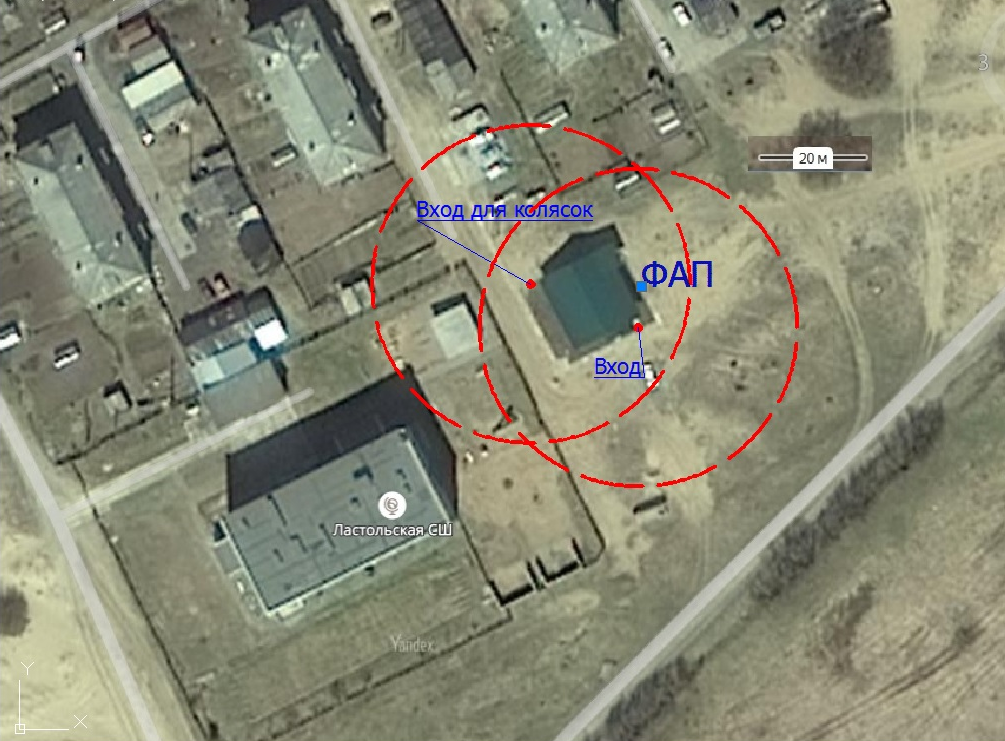 З
20 м
Вход для колясок
ФАП
Вход
Ластольская СШ
Yandex
Y
X